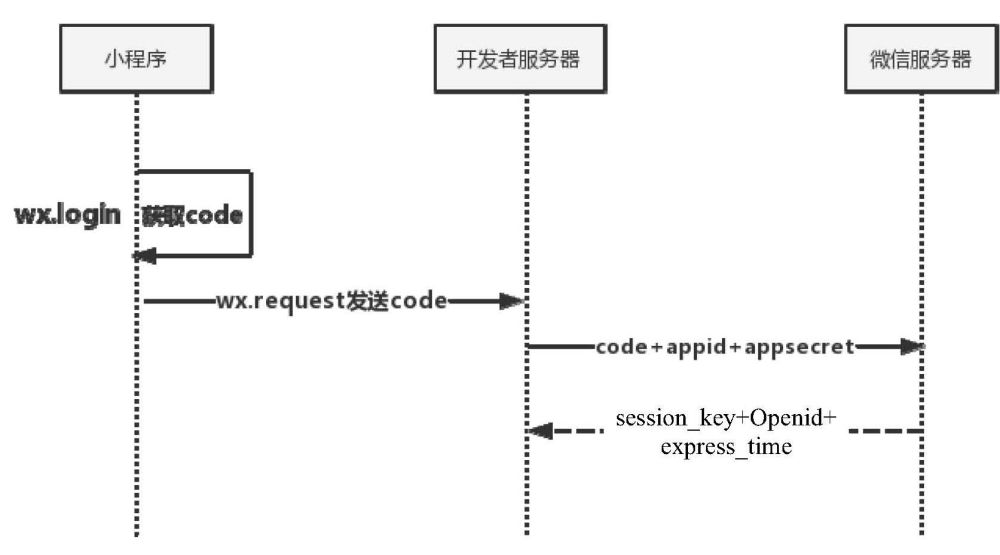 小程序
开发者服务器
微信服务器
wx.login 获取code
wx.request发送code
code+appid+appsecret
session_key+Openid+
express_time